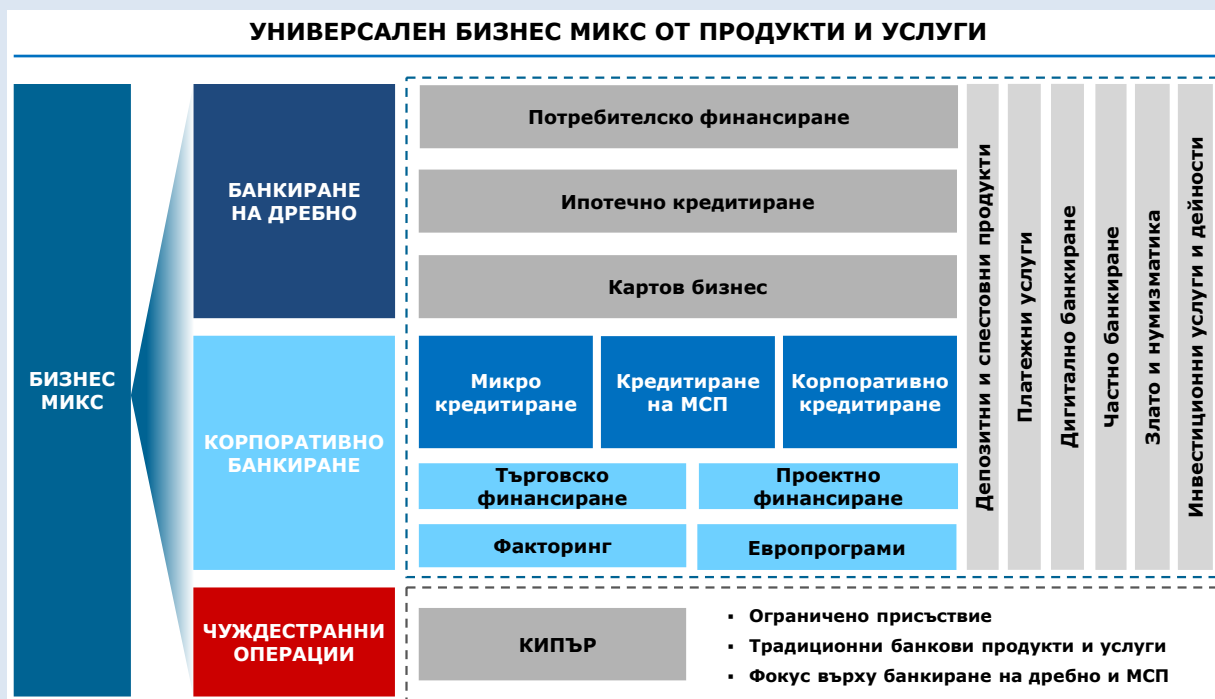 УНИВЕРСАЛЕН БИЗНЕС МИКС ОТ ПРОДУКТИ И УСЛУГИ
БИЗНЕС
МИКС
БАНКИРАНЕ
НА ДРЕБНО
Потребителско финансиране
Ипотечно кредитиране
Картов бизнес
КОРПОРАТИВНО
БАНКИРАНЕ
Микро
кредитиране
Кредитиране
на МСП
Корпоративно
кредитиране
Търговско
финансиране
Проектно
финансиране
Факторинг
Европрограми
Депозитни и спестовни продукти
Платежни услуги
Дигитално банкиране
Частно банкиране
Злато и нумизматика
Инвестиционни услуги и дейности
ЧУЖДЕСТРАННИ
ОПЕРАЦИИ
КИПЪР
▪ Ограничено присъствие
▪ Традиционни банкови продукти и услуги
▪ Фокус върху банкиране на дребно и МСП